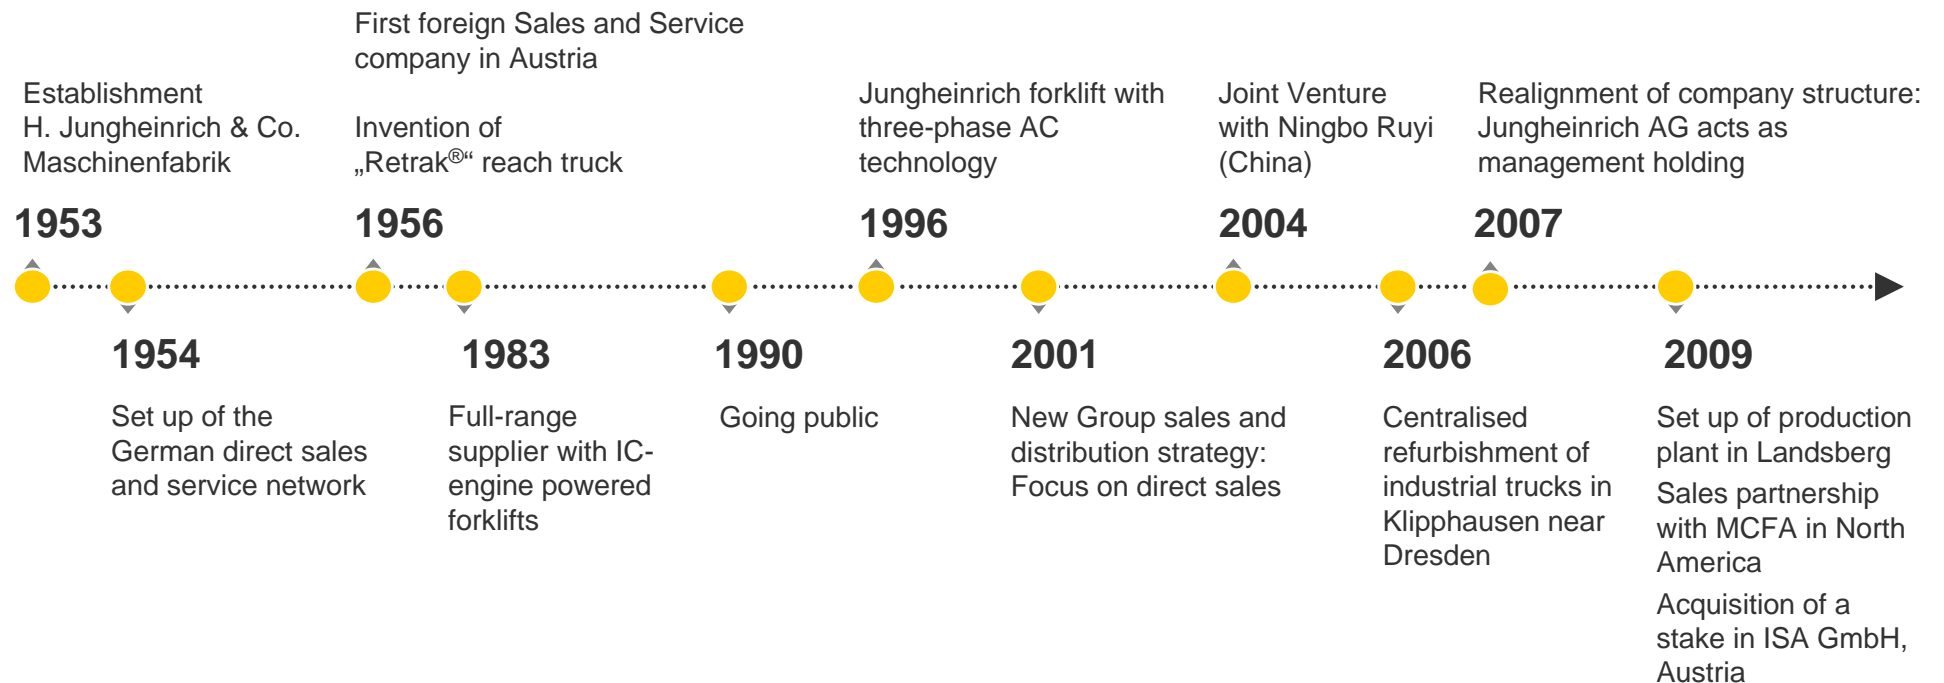 Establishment
H. Jungheinrich & Co.
Maschinenfabrik
1953
First foreign Sales and Service
company in Austria
Invention of
„Retrak®“ reach truck
1956
Jungheinrich forklift with
three-phase AC
technology
1996
Joint Venture
with Ningbo Ruyi
(China)
2004
Realignment of company structure:
Jungheinrich AG acts as
management holding
2007
1954
Set up of the
German direct sales
and service network
1983
Full-range
supplier with IC-
engine powered
forklifts
1990
Going public
2001
New Group sales and
distribution strategy:
Focus on direct sales
2006
Centralised
refurbishment of
industrial trucks in
Klipphausen near
Dresden
2009
Set up of production
plant in Landsberg
Sales partnership
with MCFA in North
America
Acquisition of a
stake in ISA GmbH,
Austria